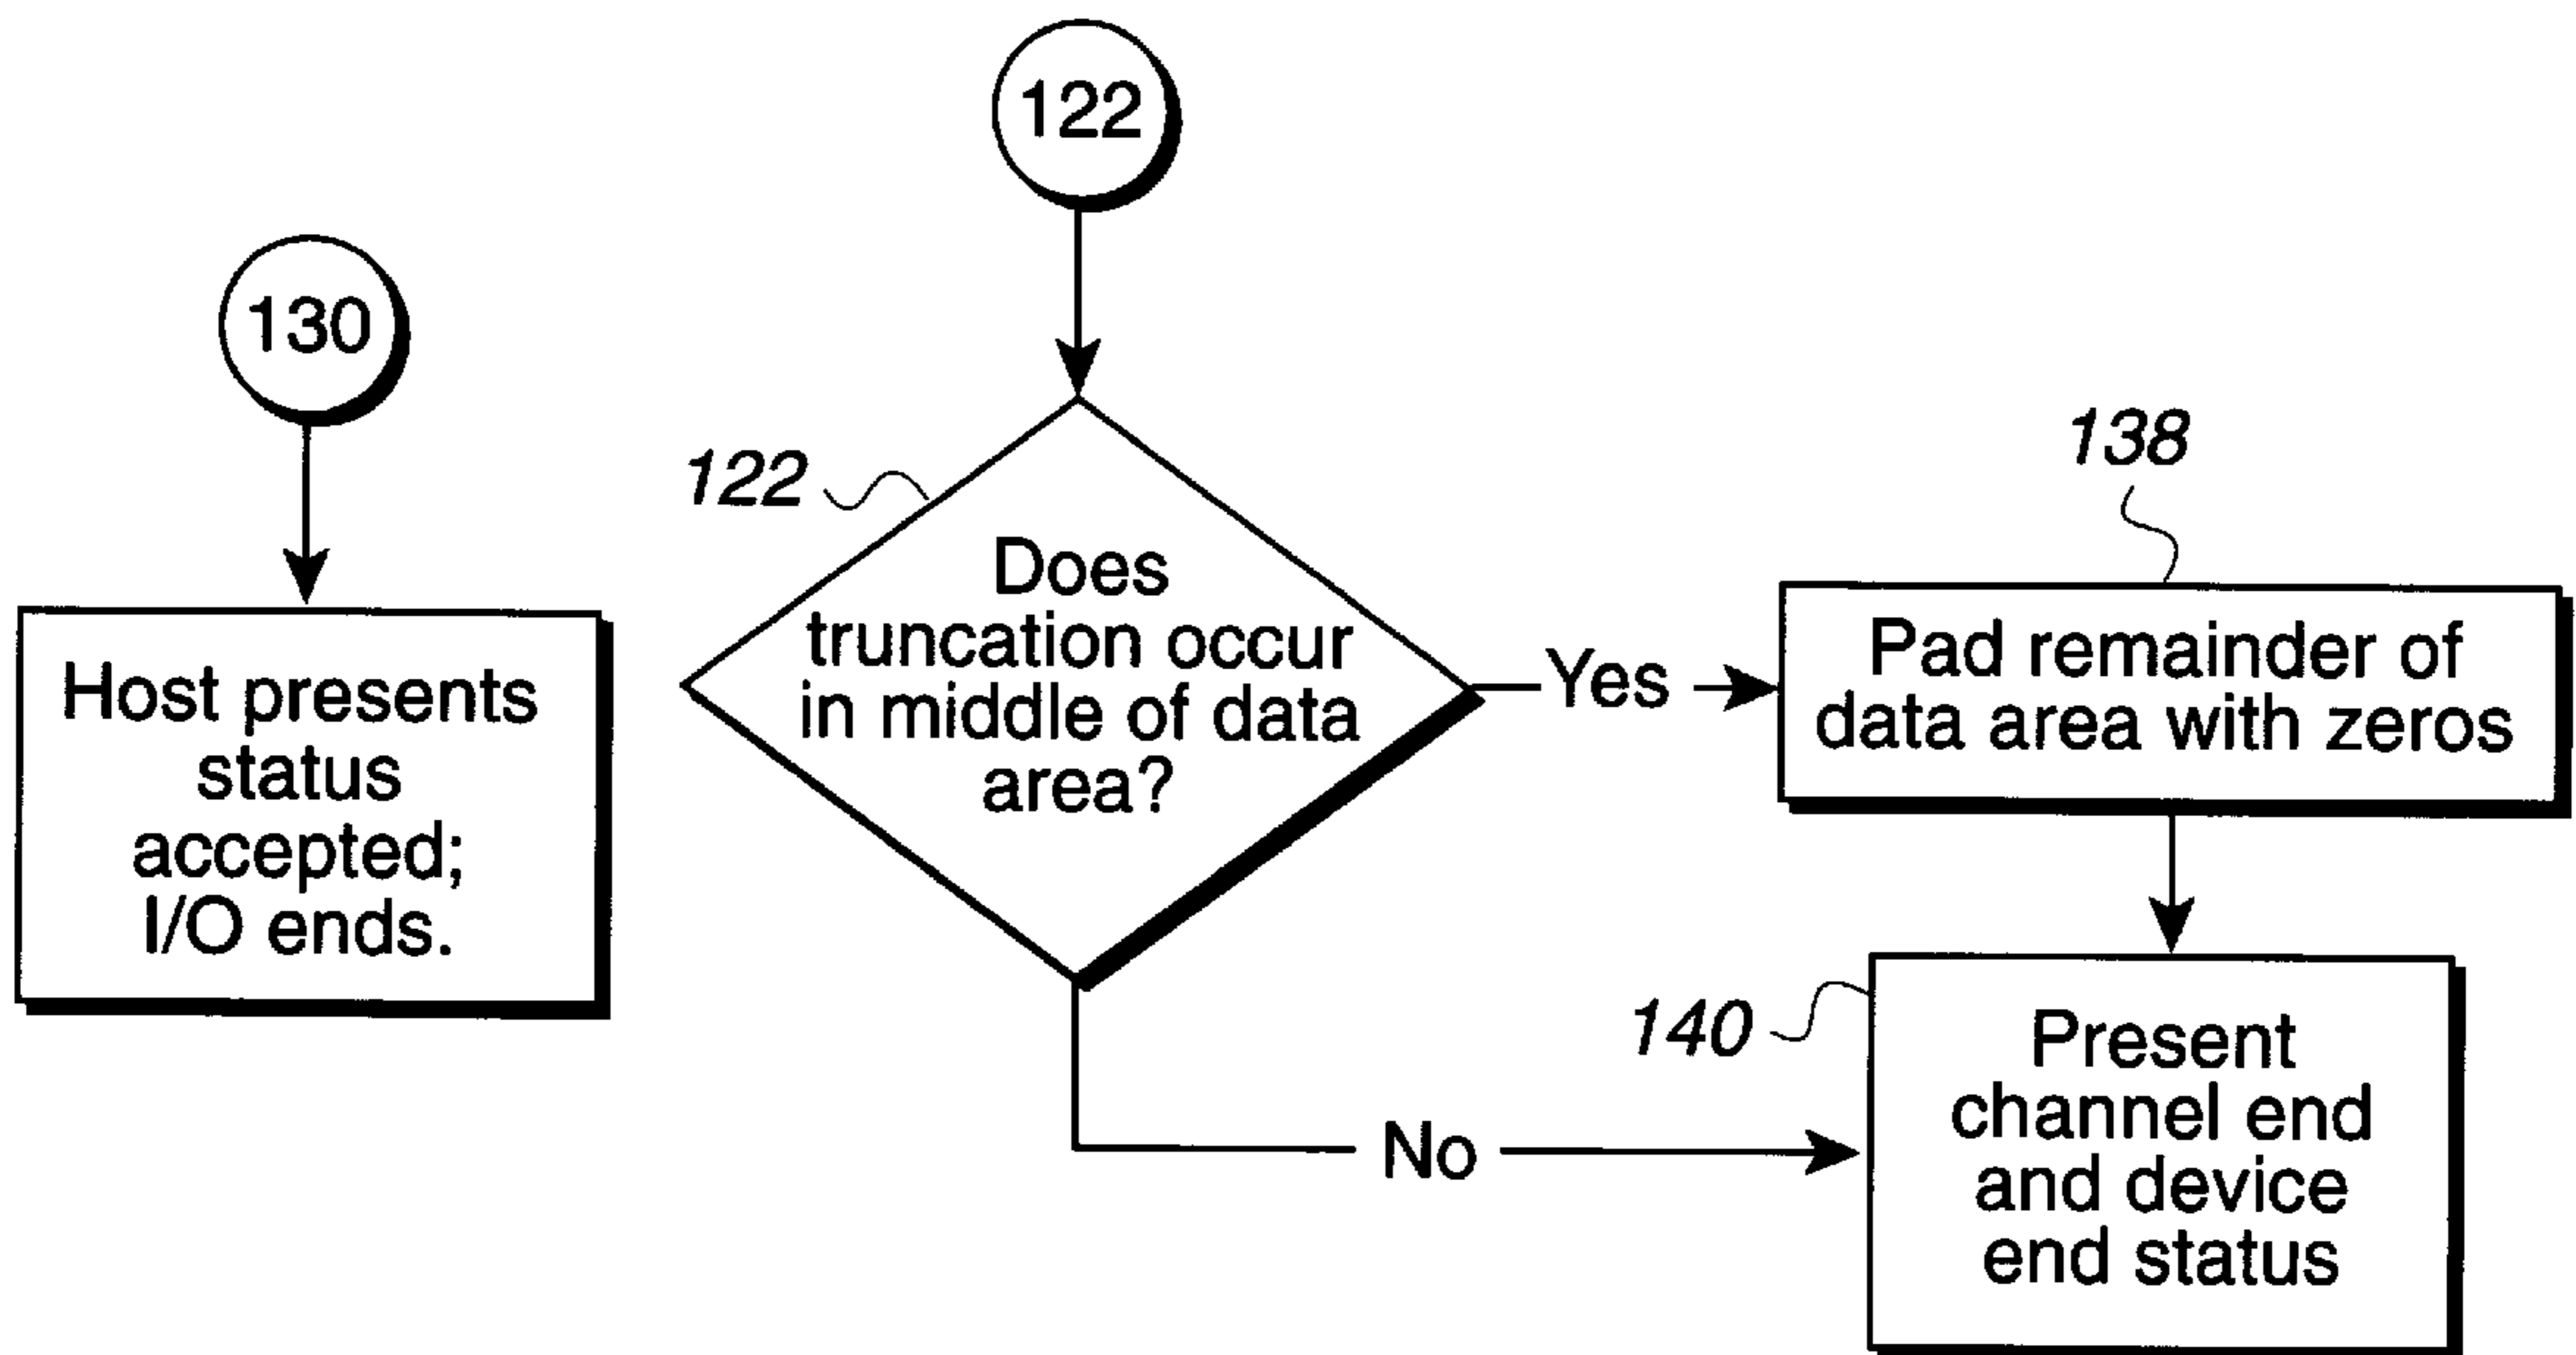 122
130
122
Does
truncation occur
in middle of data
area?
Yes
138
Pad remainder of
data area with zeros
Host presents
status
accepted;
I/O ends.
No
140
Present
channel end
and device
end status